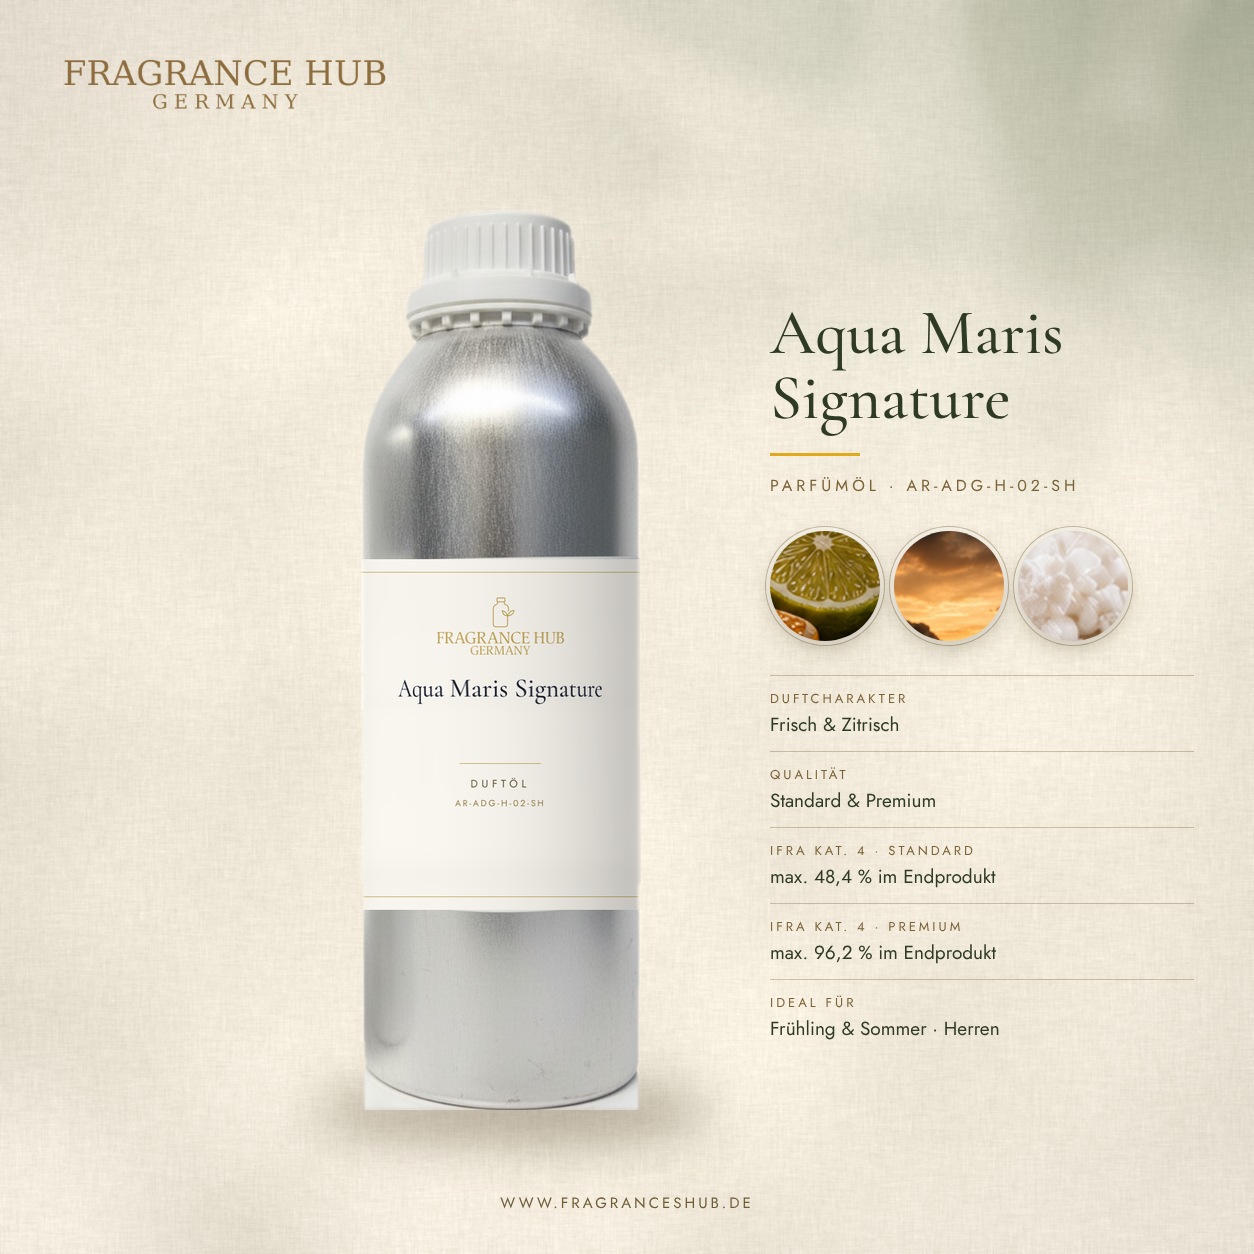 FRAGRANCE HUB
GERMANY
Aqua Maris
Signature
PARFÜMÖL · AR-ADG-H-02-SH
FRAGRANCE HUB
GERMANY
Aqua Maris Signature
DUFTÖL
AR-ADG-H-02-SH
DUFTCHARAKTER
Frisch & Zitrisch
QUALITÄT
Standard & Premium
IFRA KAT. 4 · STANDARD
max. 48,4 % im Endprodukt
IFRA KAT. 4 · PREMIUM
max. 96,2 % im Endprodukt
IDEAL FÜR
Frühling & Sommer · Herren
WWW.FRAGRANCESHUB.DE